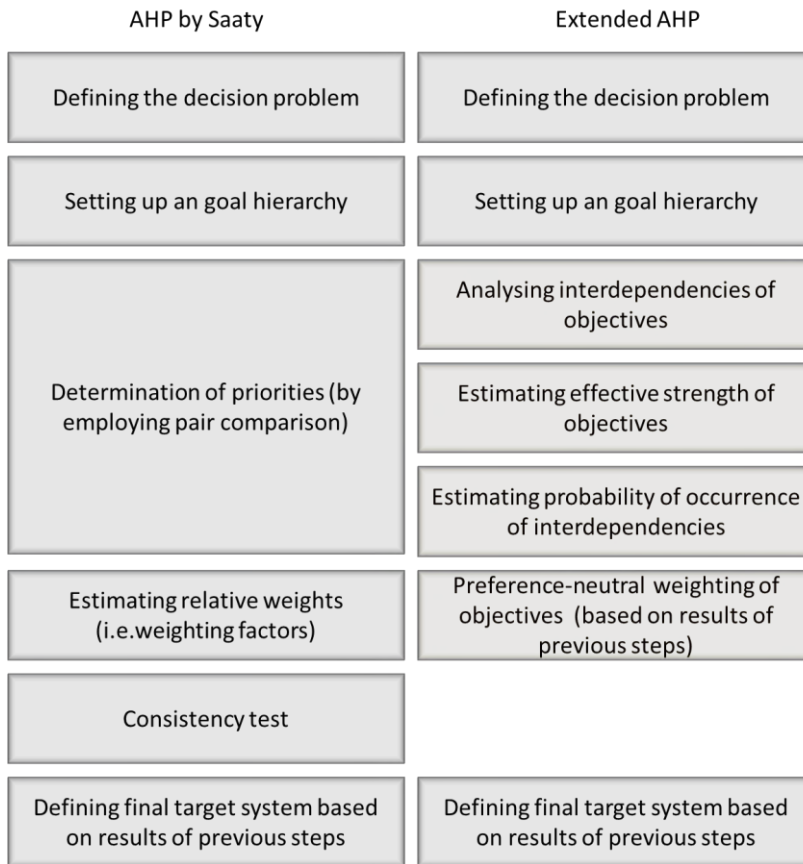 AHP by Saaty
Extended AHP
Defining the decision problem
Defining the decision problem
Setting up an goal hierarchy
Setting up an goal hierarchy
Determination of priorities (by
employing pair comparison)
Analysing interdependencies of
objectives
Estimating effective strength of
objectives
Estimating probability of occurrence
of interdependencies
Estimating relative weights
(i.e.weighting factors)
Preference-neutral weighting of
objectives (based on results of
previous steps)
Consistency test
Defining final target system based
on results of previous steps
Defining final target system based
on results of previous steps